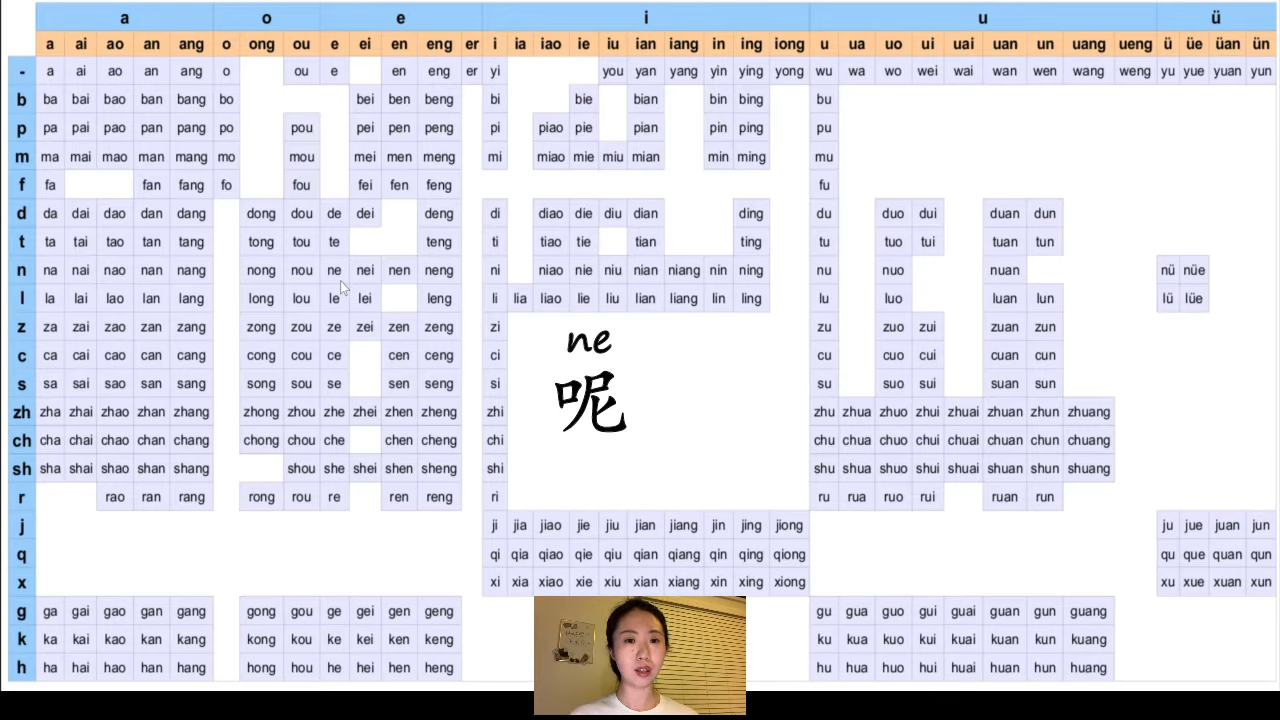 a o e i u ü
a ai ao an ang o ong ou e ei en eng er i ia iao ie iu ian iang in ing iong u ua uo ui uai uan un uang ueng ü üe üan ün
- a ai ao an ang o ou e en eng er yi you yan yang yin ying yong wu wa wo wei wai wan wen wang weng yu yue yuan yun
b ba bai bao ban bang bo bei ben beng bi bie bian bin bing bu
p pa pai pao pan pang po pou pei pen peng pi piao pie pian pin ping pu
m ma mai mao man mang mo mou mei men meng mi miao mie miu mian min ming mu
f fa fan fang fo fou fei fen feng fu
d da dai dao dan dang dong dou de dei deng di diao die diu dian ding du duo dui duan dun
t ta tai tao tan tang tong tou te teng ti tiao tie tian ting tu tuo tui tuan tun
n na nai nao nan nang nong nou ne nei nen neng ni niao nie niu nian niang nin ning nu nuo nuan nü nüe
l la lai lao lan lang long lou le lei leng li lia liao lie liu lian liang lin ling lu luo luan lun lü lüe
z za zai zao zan zang zong zou ze zei zen zeng zi zu zuo zui zuan zun
ne
c ca cai cao can cang cong cou ce cen ceng ci cu cuo cui cuan cun
s sa sai sao san sang song sou se sen seng si su suo sui suan sun
呢
zh zha zhai zhao zhan zhang zhong zhou zhe zhei zhen zheng zhi zhu zhua zhuo zhui zhuai zhuan zhun zhuang
ch cha chai chao chan chang chong chou che chen cheng chi chu chua chuo chui chuai chuan chun chuang
sh sha shai shao shan shang shou she shei shen sheng shi shu shua shuo shui shuai shuan shun shuang
r rao ran rang rong rou re ren reng ri ru rua ruo rui ruan run
j ji jia jiao jie jiu jian jiang jin jing jiong ju jue juan jun
q qi qia qiao qie qiu qian qiang qin qing qiong qu que quan qun
x xi xia xiao xie xiu xian xiang xin xing xiong xu xue xuan xun
g ga gai gao gan gang gong gou ge gei gen geng gu gua guo gui guai guan gun guang
k ka kai kao kan kang kong kou ke kei ken keng ku kua kuo kui kuai kuan kun kuang
h ha hai hao han hang hong hou he hei hen heng hu hua huo hui huai huan hun huang